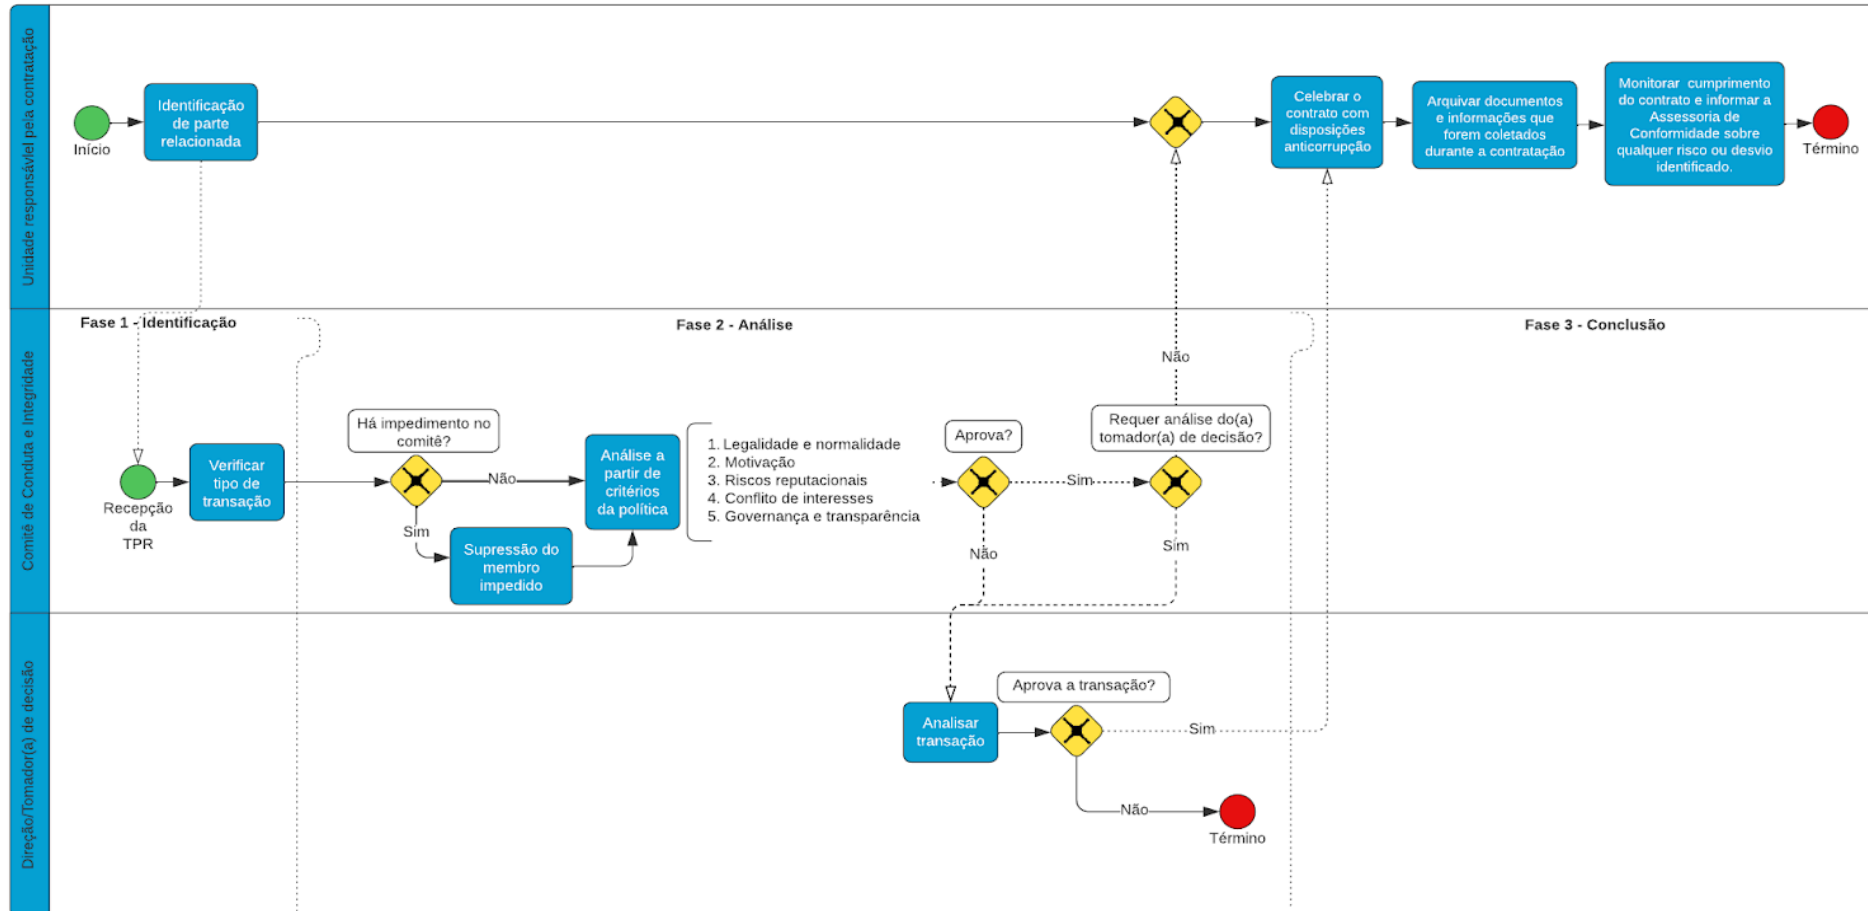 Unidade responsávlel pela contratação
Início
Identificação
de parte
relacionada
Celebrar o
contrato com
disposições
anticorrupção
Arquivar documentos
e informações que
forem coletados
durante a contratação
Monitorar cumprimento
do contrato e informar a
Assessoria de
Conformidade sobre
qualquer risco ou desvio
identificado.
Término
Comitê de Conduta e Integridade
Fase 1 - Identificação
Fase 2 - Análise
Fase 3 - Conclusão
Recepção
da
TPR
Verificar
tipo de
transação
Há impedimento no
comitê?
Não
Sim
Supressão do
membro
impedido
Análise a
partir de
critérios
da política
1. Legalidade e normalidade
2. Motivação
3. Riscos reputacionais
4. Conflito de interesses
5. Governança e transparência
Aprova?
Sim
Não
Requer análise do(a)
tomador(a) de decisão?
Não
Sim
Direção/Tomador(a) de decisão
Analisar
transação
Aprova a transação?
Sim
Não
Término